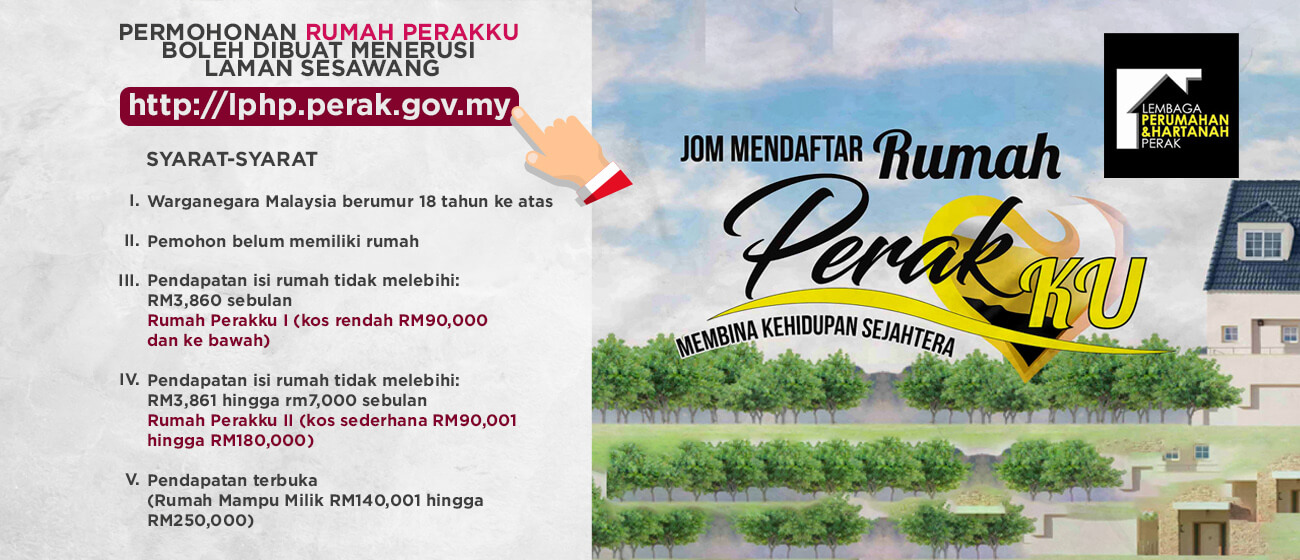 PERMOHONAN RUMAH PERAKKU
BOLEH DIBUAT MENERUSI
LAMAN SESAWANG
http://lphp.perak.gov.my
SYARAT-SYARAT
I. Warganegara Malaysia berumur 18 tahun ke atas
II. Pemohon belum memiliki rumah
III. Pendapatan isi rumah tidak melebihi:
RM3,860 sebulan
Rumah Perakku I (kos rendah RM90,000
dan ke bawah)
IV. Pendapatan isi rumah tidak melebihi:
RM3,861 hingga rm7,000 sebulan
Rumah Perakku II (kos sederhana RM90,001
hingga RM180,000)
V. Pendapatan terbuka
(Rumah Mampu Milik RM140,001 hingga
RM250,000)
JOM MENDAFTAR Rumah
Perak KU
MEMBINA KEHIDUPAN SEJAHTERA
LEMBAGA
PERUMAHAN
&HARTANAH
PERAK